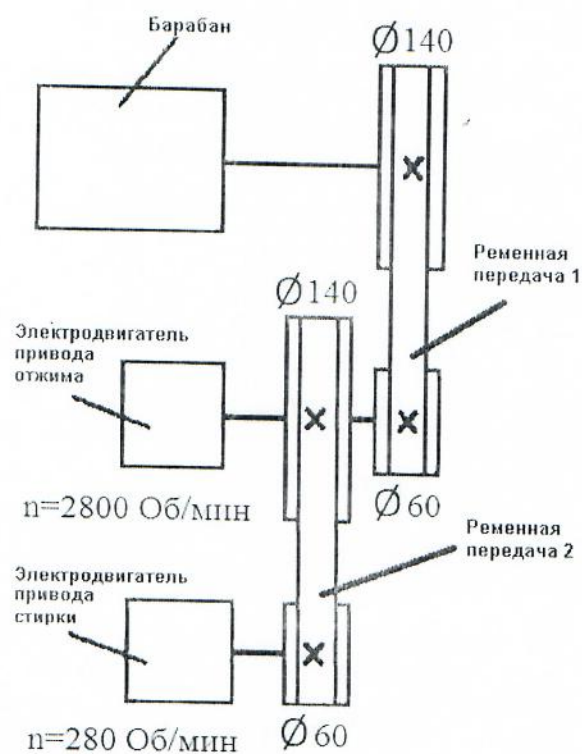 Барабан
Ø140
Ременная
передача 1
Ø140
Электродвигатель
привода
отжима
n=2800 Об/мин
Ø60
Ременная
передача 2
Электродвигатель
привода
стирки
n=280 Об/мин
Ø60